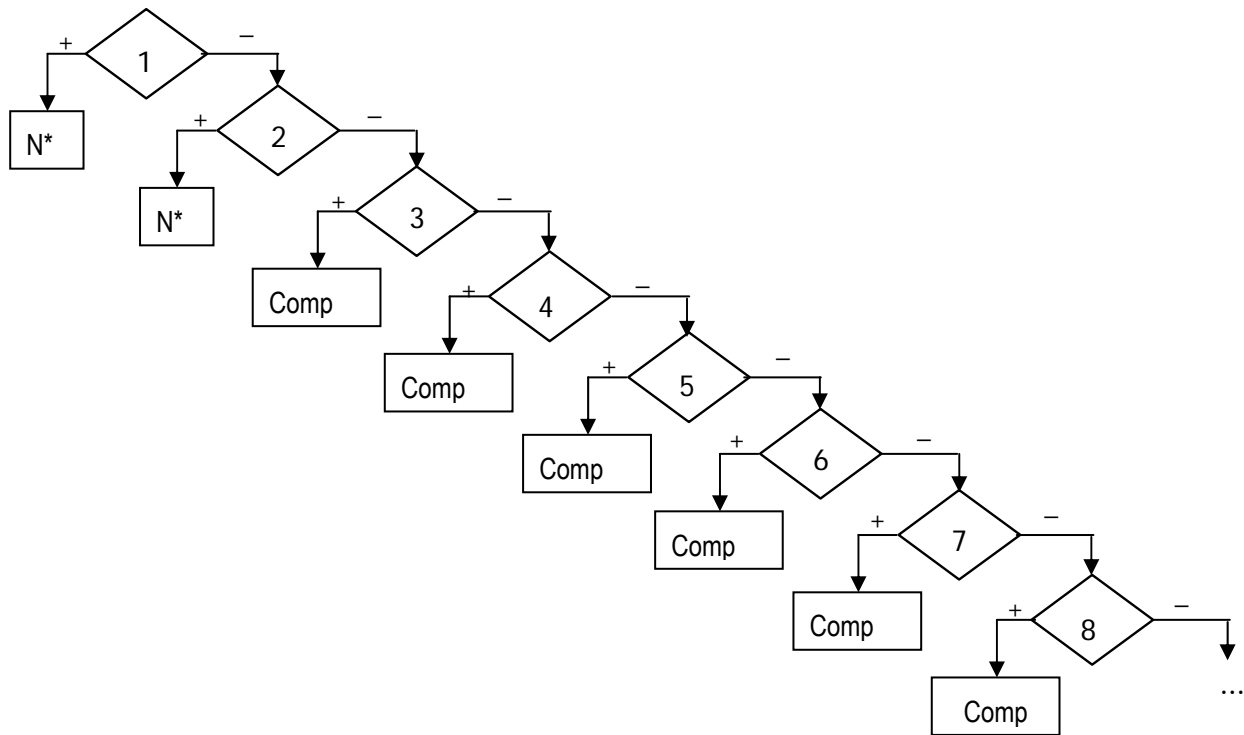 + 1 –
N*
+ 2 –
N*
+ 3 –
Comp
+ 4 –
Comp
+ 5 –
Comp
+ 6 –
Comp
+ 7 –
Comp
+ 8 –
Comp
...